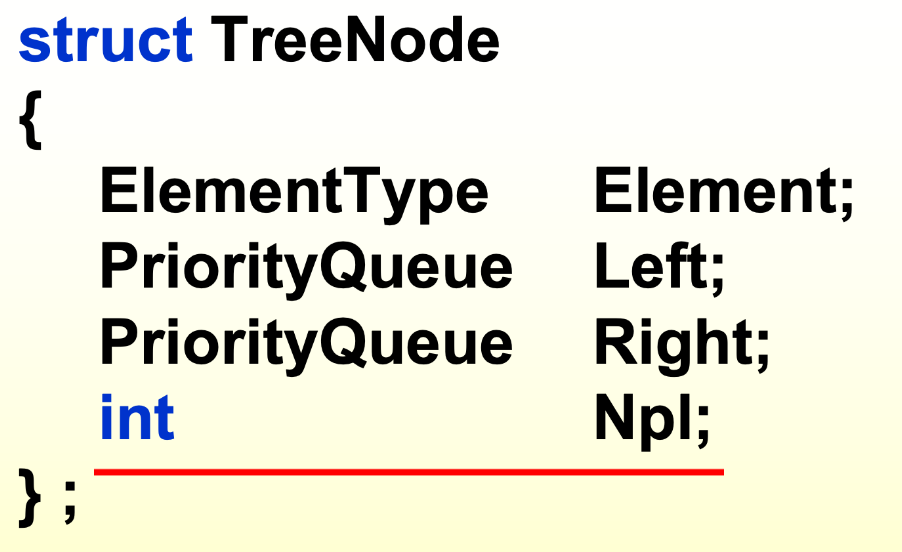 struct TreeNode
{
ElementType Element;
PriorityQueue Left;
PriorityQueue Right;
int Npl;
} ;